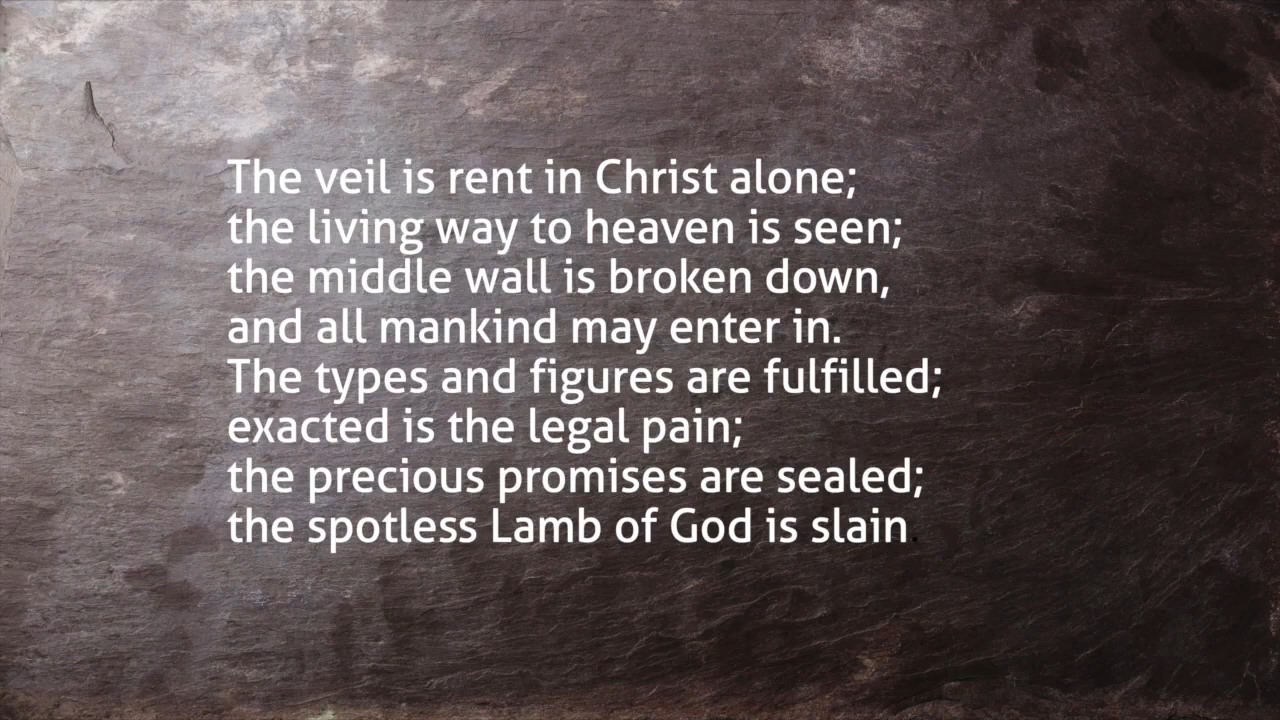 The veil is rent in Christ alone;
the living way to heaven is seen;
the middle wall is broken down,
and all mankind may enter in.
The types and figures are fulfilled;
exacted is the legal pain;
the precious promises are sealed;
the spotless Lamb of God is slain.